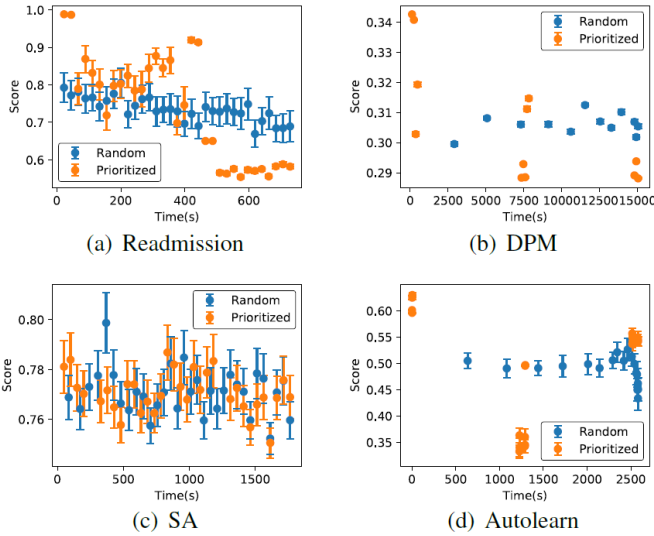 1.0
0.9
0.8
0.7
0.6
Score
0 200 400 600
Time(s)
Random
Prioritized
(a) Readmission
0.34
0.33
0.32
0.31
0.30
0.29
Score
0 2500 5000 7500 10000 12500 15000
Time(s)
Random
Prioritized
(b) DPM
0.80
0.78
0.76
Score
0 500 1000 1500
Time(s)
Random
Prioritized
(c) SA
0.60
0.55
0.50
0.45
0.40
0.35
Score
0 500 1000 1500 2000 2500
Time(s)
Random
Prioritized
(d) Autolearn